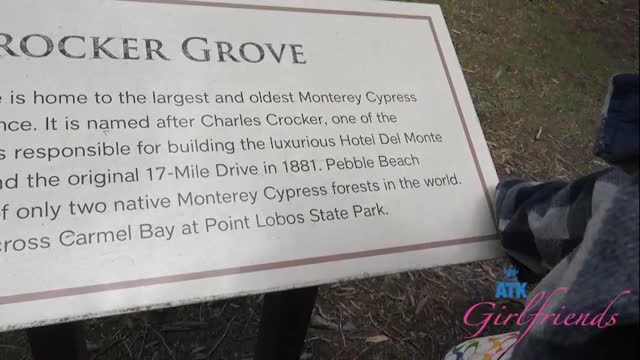 ROCKER GROVE
e is home to the largest and oldest Monterey Cypress
nce. It is named after Charles Crocker, one of the
s responsible for building the luxurious Hotel Del Monte
nd the original 17-Mile Drive in 1881. Pebble Beach
of only two native Monterey Cypress forests in the world.
cross Carmel Bay at Point Lobos State Park.
ATK
Girlfriends